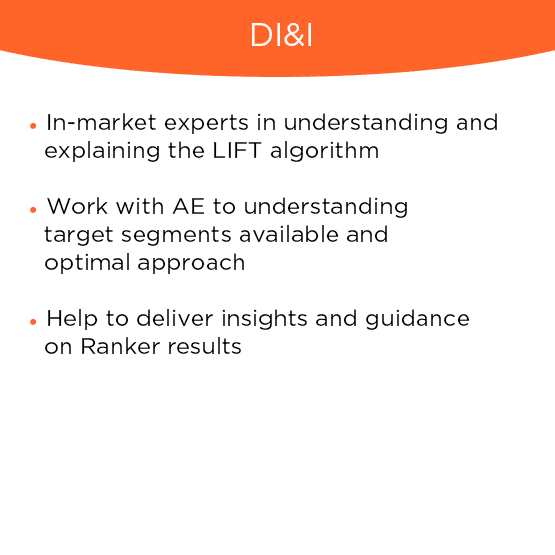 DI&I
• In-market experts in understanding and
explaining the LIFT algorithm
• Work with AE to understanding
target segments available and
optimal approach
• Help to deliver insights and guidance
on Ranker results